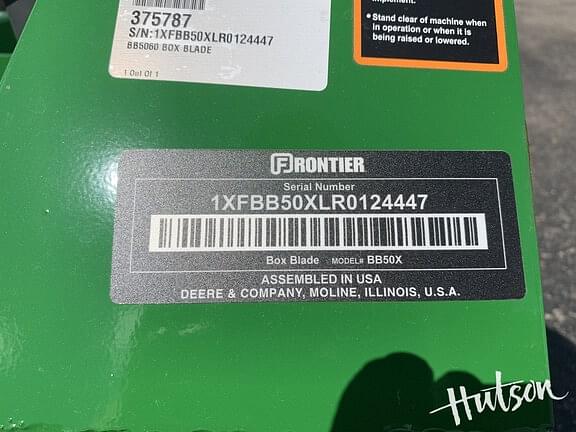 375787
S/N:1XFBB50XLR0124447
BB5060 BOX BLADE
1 Out Of 1
implement.
• Stand clear of machine when
in operation or when it is
being raised or lowered.
FRONTIER
Serial Number
1XFBB50XLR0124447
Box Blade MODEL# BB50X
ASSEMBLED IN USA
DEERE & COMPANY, MOLINE, ILLINOIS, U.S.A.
Hutson